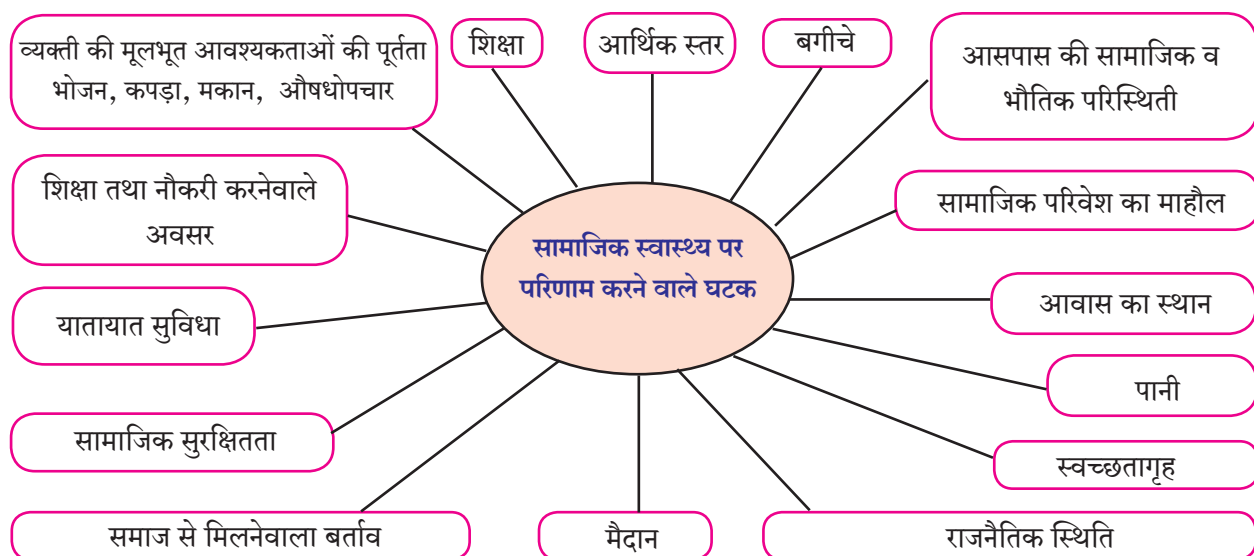 व्यक्ती की मूलभूत आवश्यकताओं की पूर्तता
भोजन, कपड़ा, मकान, औषधोपचार
शिक्षा
आर्थिक स्तर
बगीचे
आसपास की सामाजिक व
भौतिक परिस्थिती
शिक्षा तथा नौकरी करनेवाले
अवसर
सामाजिक परिवेश का माहौल
सामाजिक स्वास्थ्य पर
परिणाम करने वाले घटक
यातायात सुविधा
आवास का स्थान
पानी
सामाजिक सुरक्षितता
स्वच्छतागृह
समाज से मिलनेवाला बर्ताव
मैदान
राजनैतिक स्थिति